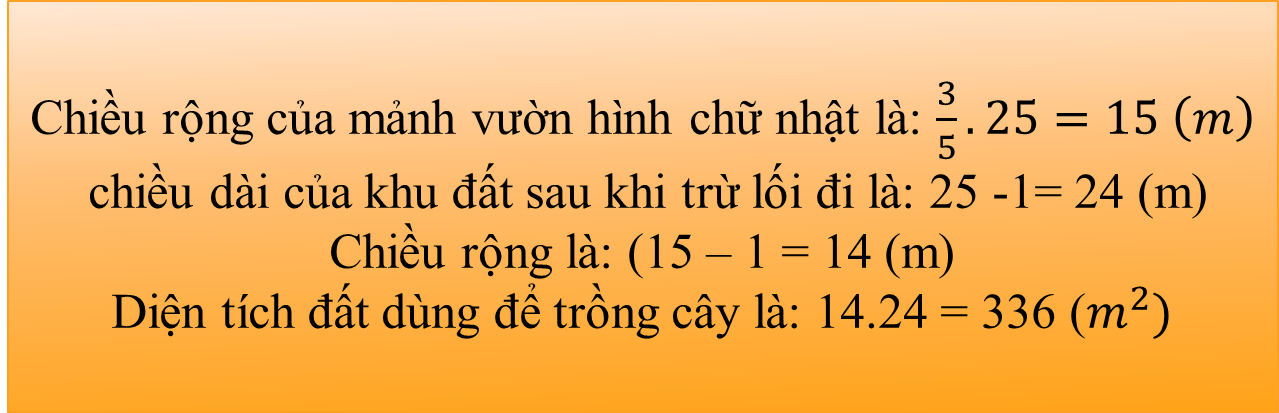 Chiều rộng của mảnh vườn hình chữ nhật là: 3/5 . 25 = 15 (m)
chiều dài của khu đất sau khi trừ lối đi là: 25 -1= 24 (m)
Chiều rộng là: (15 – 1 = 14 (m)
Diện tích đất dùng để trồng cây là: 14.24 = 336 (m²)